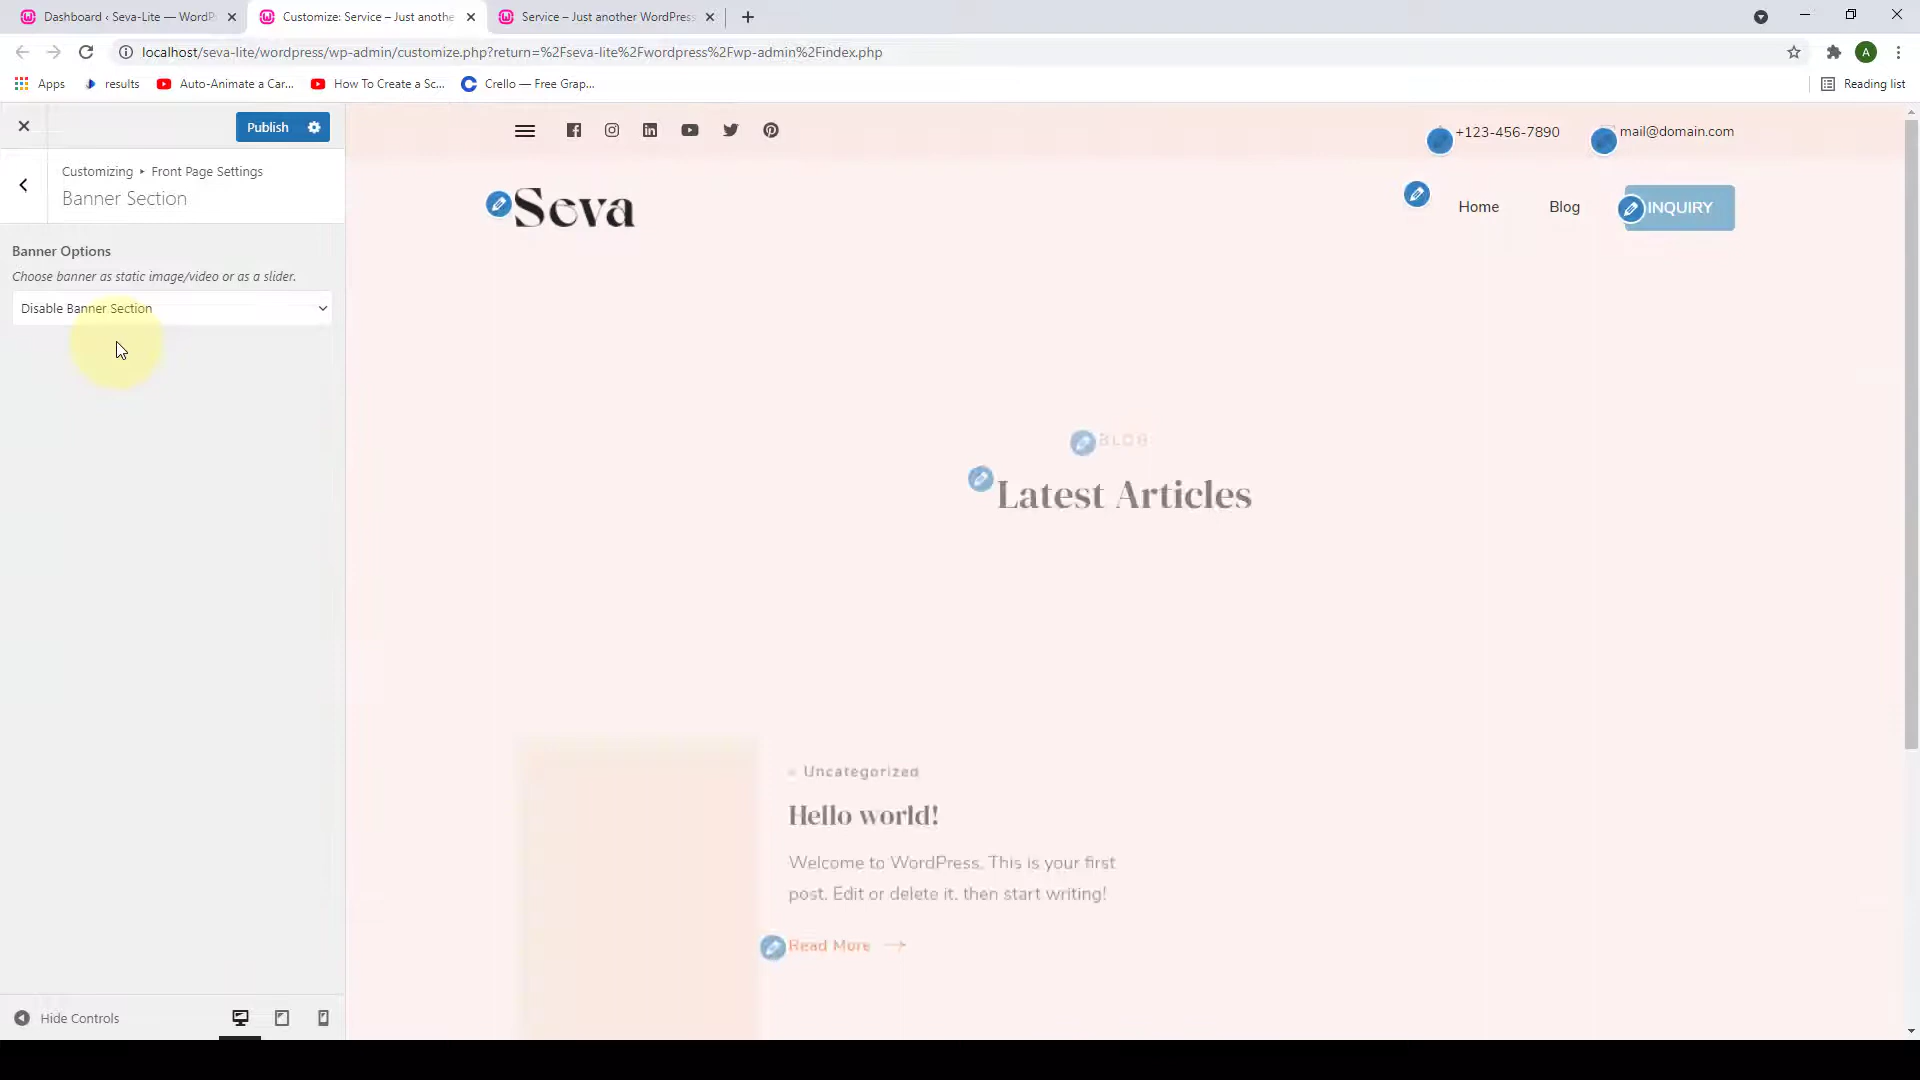 Dashboard ‹ Seva-Lite — WordP
Customize: Service – Just anothe
Service – Just another WordPress
localhost/seva-lite/wordpress/wp-admin/customize.php?return=%2Fseva-lite%2Fwordpress%2Fwp-admin%2Findex.php
A
Apps
results
Auto-Animate a Car...
How To Create a Sc...
Crello — Free Grap...
Reading list
Publish
Customizing ▸ Front Page Settings
Banner Section
Banner Options
Choose banner as static image/video or as a slider.
Disable Banner Section
Hide Controls
+123-456-7890
mail@domain.com
Seva
Home
Blog
INQUIRY
BLOG
Latest Articles
Uncategorized
Hello world!
Welcome to WordPress. This is your first
post. Edit or delete it, then start writing!
Read More